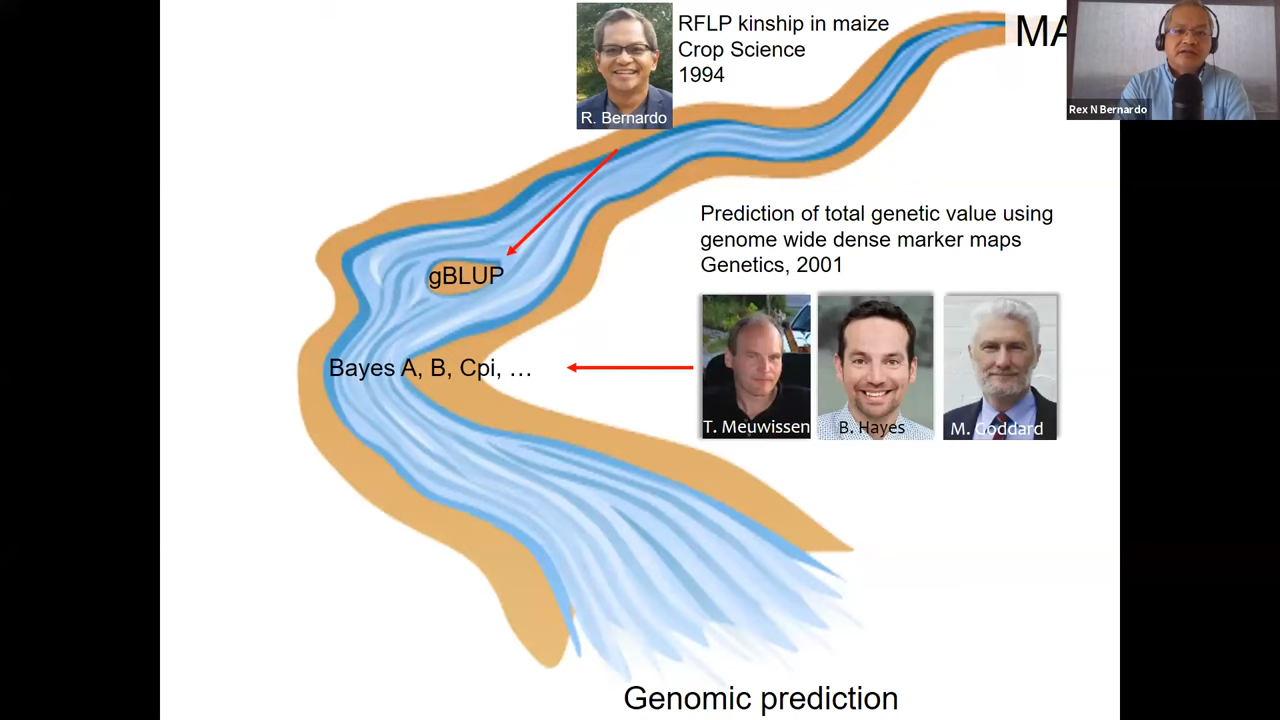 RFLP kinship in maize
Crop Science
1994
R. Bernardo
MA
Rex N Bernardo
Prediction of total genetic value using
genome wide dense marker maps
Genetics, 2001
gBLUP
Bayes A, B, Cpi, …
T. Meuwissen
B. Hayes
M. Goddard
Genomic prediction